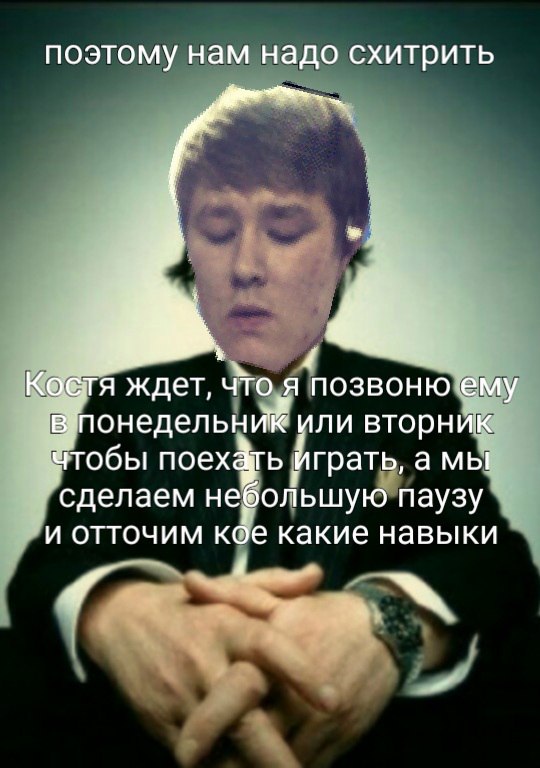 поэтому нам надо схитрить
Костя ждет, что я позвоню ему
в понедельник или вторник
чтобы поехать играть, а мы
сделаем небольшую паузу
и отточим кое какие навыки